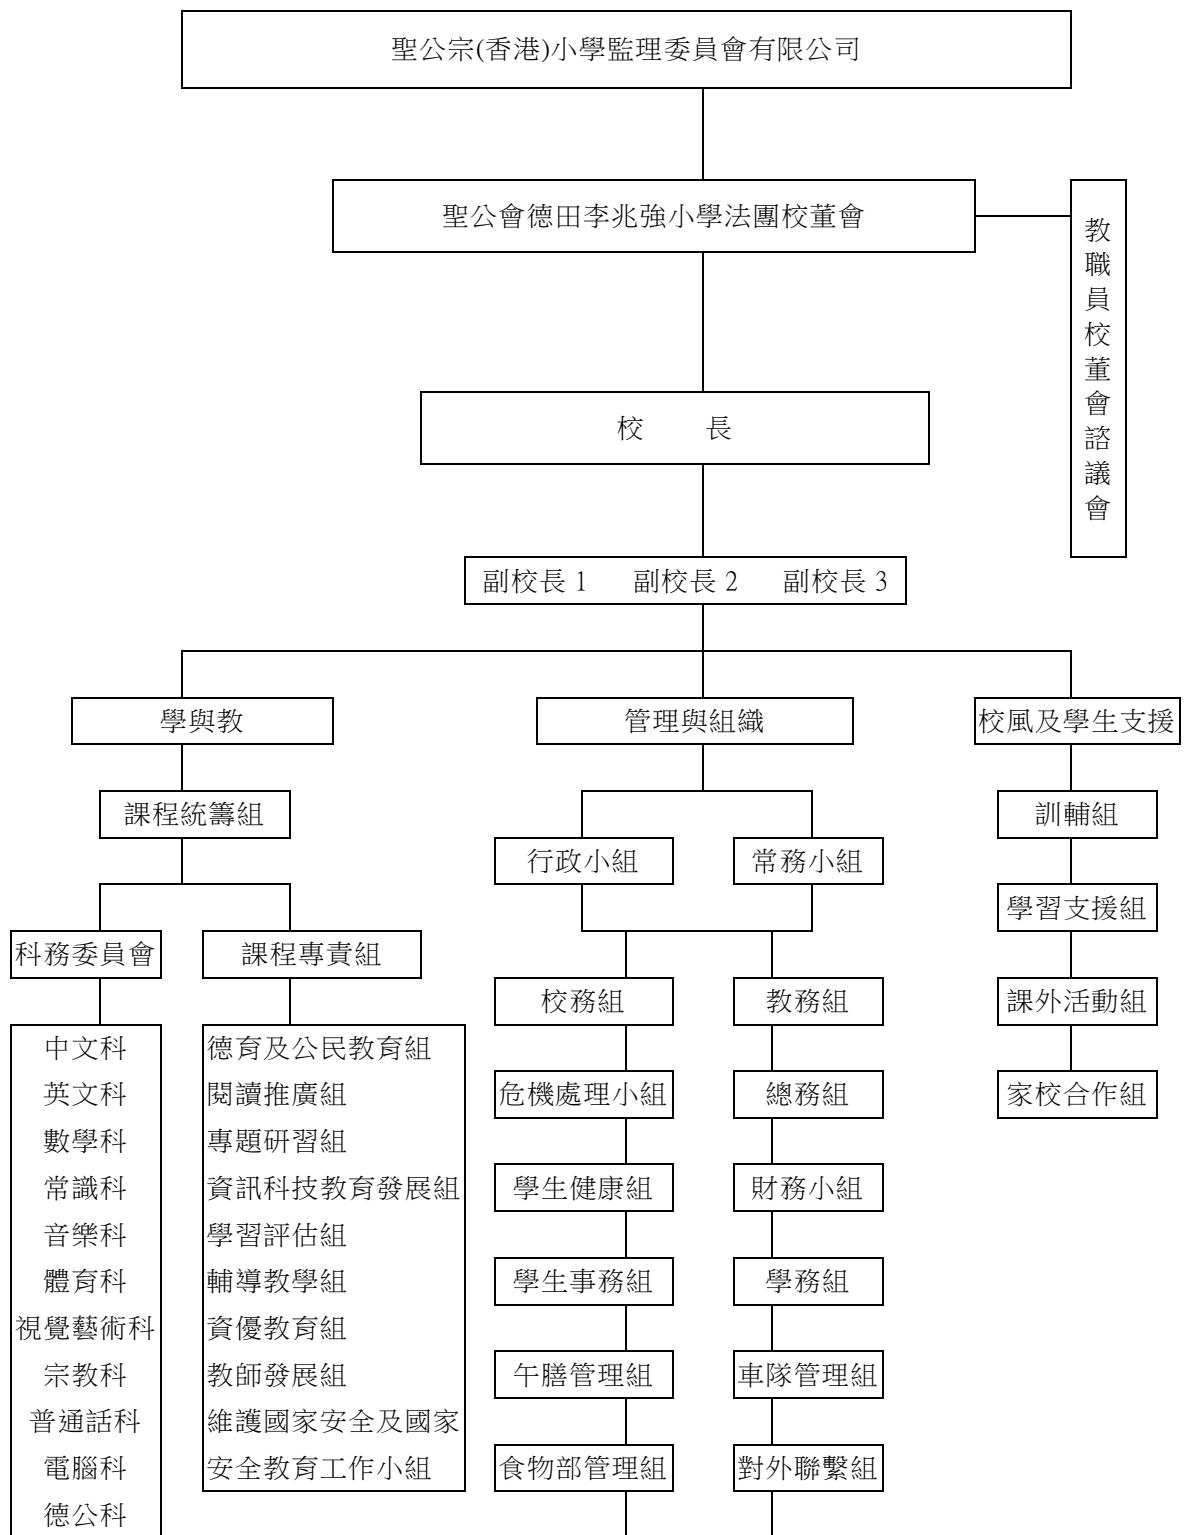 聖公宗(香港)小學監理委員會有限公司
聖公會德田李兆強小學法團校董會
教職員校董會諮議會
校 長
副校長 1 副校長 2 副校長 3
學與教
管理與組織
校風及學生支援
課程統籌組
訓輔組
行政小組
常務小組
學習支援組
科務委員會
課程專責組
校務組
教務組
課外活動組
中文科
英文科
數學科
常識科
音樂科
體育科
視覺藝術科
宗教科
普通話科
電腦科
德公科
德育及公民教育組
閱讀推廣組
專題研習組
資訊科技教育發展組
學習評估組
輔導教學組
資優教育組
教師發展組
維護國家安全及國家
安全教育工作小組
危機處理小組
學生健康組
學生事務組
午膳管理組
食物部管理組
總務組
財務小組
學務組
車隊管理組
對外聯繫組
家校合作組